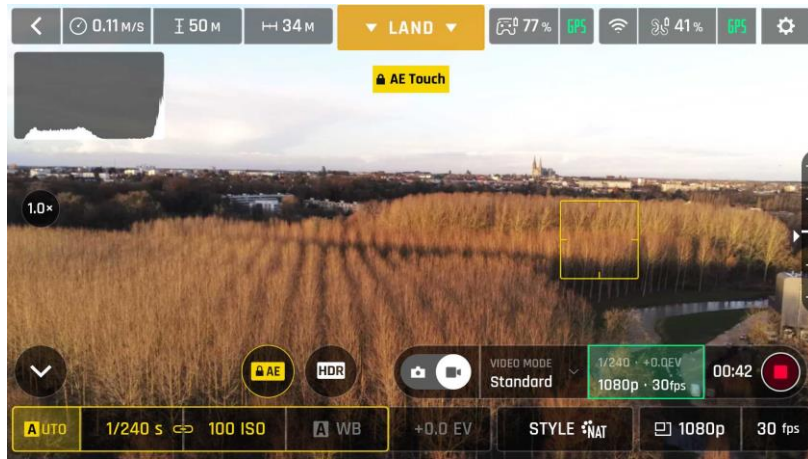 0.11 M/S 50 M 34 M LAND 77 % GPS 41 % GPS
AE Touch
1.0×
AE HDR
VIDEO MODE
Standard
1/240 · +0.0EV
1080p · 30fps
00:42
A UTO 1/240 s 100 ISO A WB +0.0 EV STYLE NAT 1080p 30 fps